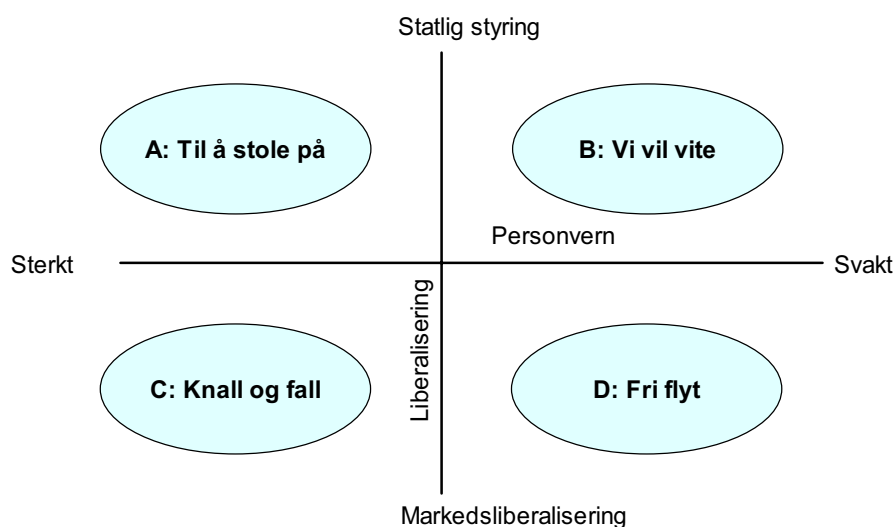 Statlig styring
A: Til å stole på
B: Vi vil vite
Personvern
Sterkt
Svakt
Liberalisering
C: Knall og fall
D: Fri flyt
Markedsliberalisering